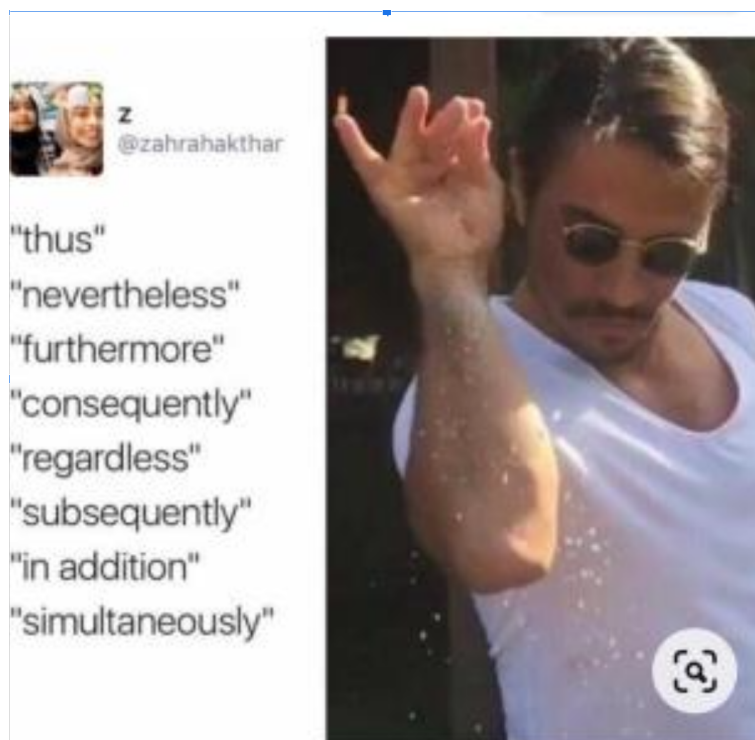 z
@zahrahakthar
"thus"
"nevertheless"
"furthermore"
"consequently"
"regardless"
"subsequently"
"in addition"
"simultaneously"